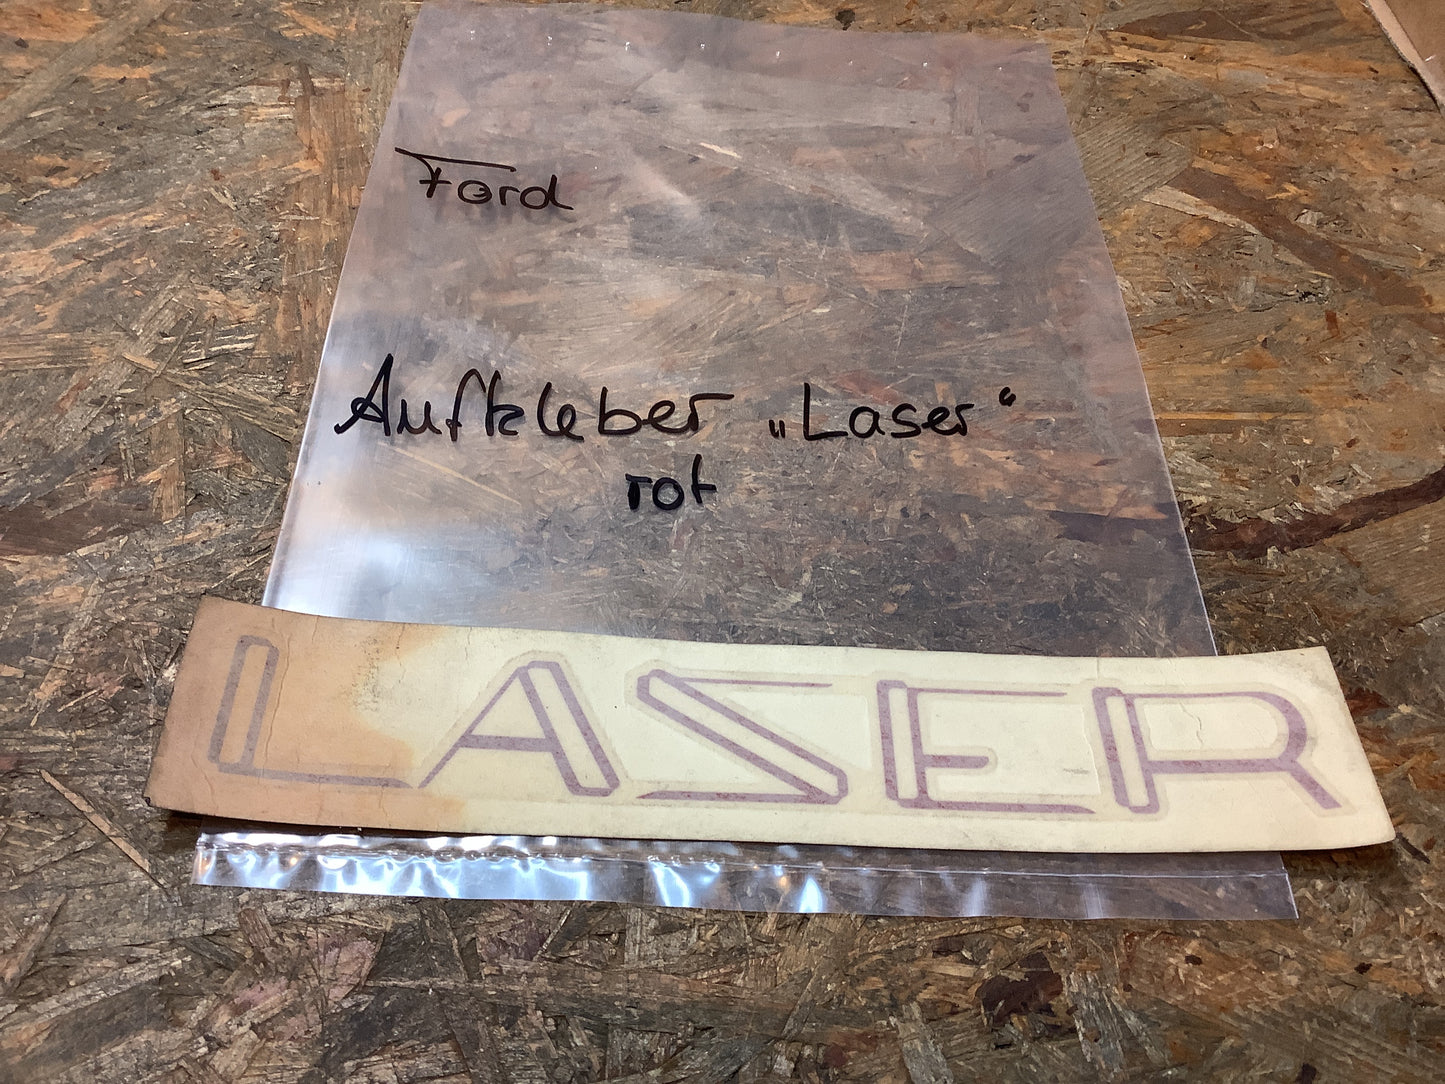 Ford
Aufkleber „Laser“
rot
LASER